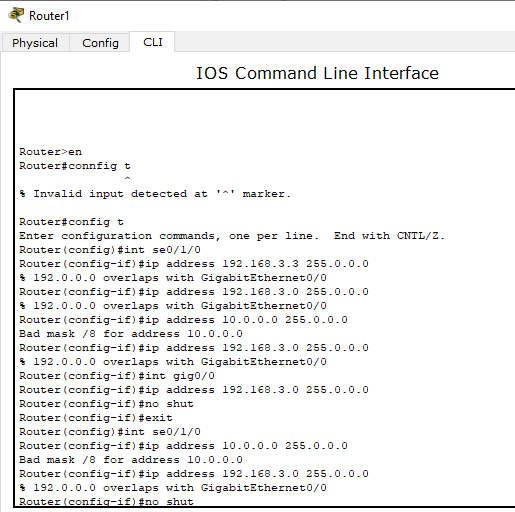 Router1
Physical Config CLI
IOS Command Line Interface
Router>en
Router#connfig t
^
% Invalid input detected at '^' marker.
Router#config t
Enter configuration commands, one per line.  End with CNTL/Z.
Router(config)#int se0/1/0
Router(config-if)#ip address 192.168.3.3 255.0.0.0
% 192.0.0.0 overlaps with GigabitEthernet0/0
Router(config-if)#ip address 192.168.3.0 255.0.0.0
% 192.0.0.0 overlaps with GigabitEthernet0/0
Router(config-if)#ip address 10.0.0.0 255.0.0.0
Bad mask /8 for address 10.0.0.0
Router(config-if)#ip address 192.168.3.0 255.0.0.0
% 192.0.0.0 overlaps with GigabitEthernet0/0
Router(config-if)#int gig0/0
Router(config-if)#ip address 192.168.3.0 255.0.0.0
Router(config-if)#no shut
Router(config-if)#exit
Router(config)#int se0/1/0
Router(config-if)#ip address 10.0.0.0 255.0.0.0
Bad mask /8 for address 10.0.0.0
Router(config-if)#ip address 192.168.3.0 255.0.0.0
% 192.0.0.0 overlaps with GigabitEthernet0/0
Router(config-if)#no shut